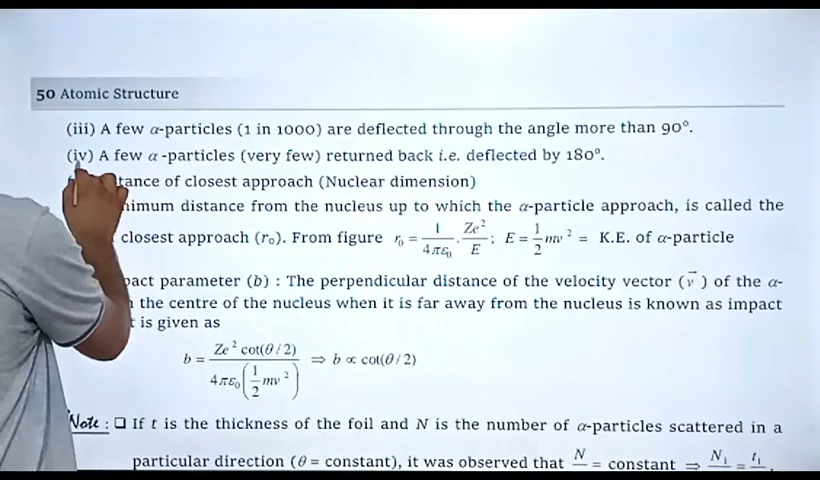 50 Atomic Structure
(iii) A few α-particles (1 in 1000) are deflected through the angle more than 90°.
(iv) A few α -particles (very few) returned back i.e. deflected by 180°.
tance of closest approach (Nuclear dimension)
nimum distance from the nucleus up to which the α-particle approach, is called the
closest approach (r₀). From figure r₀ = 1/4πε₀ . Ze²/E ; E = 1/2 mv² = K.E. of α-particle
pact parameter (b) : The perpendicular distance of the velocity vector (v⃗) of the α-
the centre of the nucleus when it is far away from the nucleus is known as impact
t is given as
b = Ze² cot(θ/2) / 4πε₀(1/2 mv²) ⇒ b ∝ cot(θ/2)
Note : ❑ If t is the thickness of the foil and N is the number of α-particles scattered in a
particular direction (θ = constant), it was observed that N = constant ⇒ N₁ = t₁ .